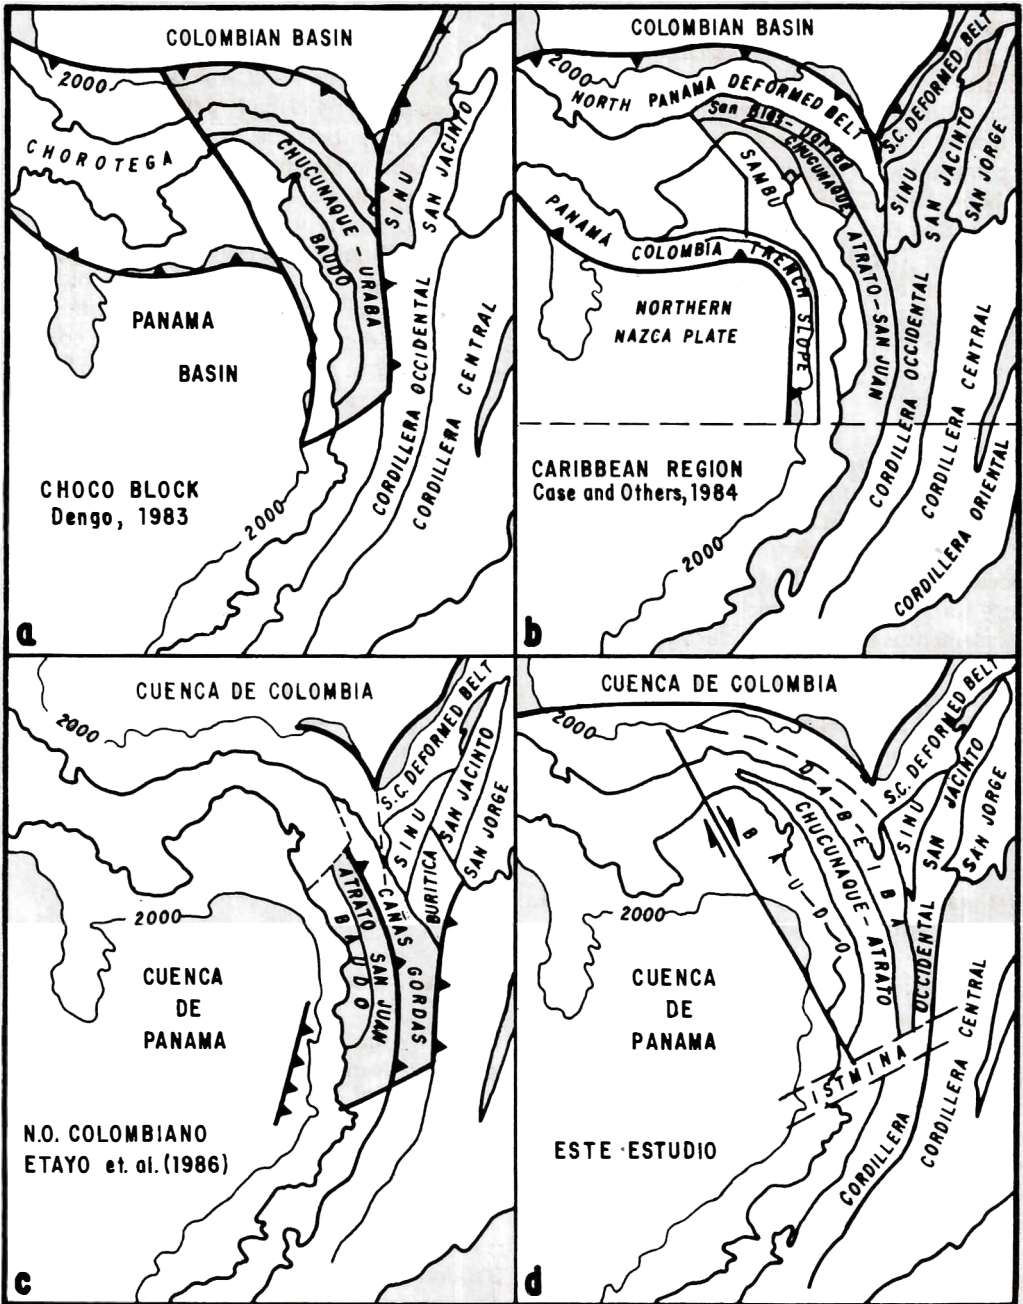 COLOMBIAN BASIN
2000
CHOROTEGA
CHUCUNAQUE - URABA
BAUDO
SINU
SAN JACINTO
PANAMA
BASIN
CORDILLERA OCCIDENTAL
CORDILLERA CENTRAL
CHOCO BLOCK
Dengo, 1983
2000
a
COLOMBIAN BASIN
2000
NORTH PANAMA DEFORMED BELT
S.C. DEFORMED BELT
San Blas - Darien
CHUCUNAQUE
SAMBU
SINU
SAN JACINTO
SAN JORGE
PANAMA COLOMBIA TRENCH SLOPE
ATRATO - SAN JUAN
NORTHERN
NAZCA PLATE
CORDILLERA OCCIDENTAL
CORDILLERA CENTRAL
CORDILLERA ORIENTAL
CARIBBEAN REGION
Case and Others, 1984
2000
b
CUENCA DE COLOMBIA
2000
S.C. DEFORMED BELT
SINU
SAN JACINTO
SAN JORGE
BURITICA
CAÑAS GORDAS
ATRATO SAN JUAN
BAUDO
2000
CUENCA
DE
PANAMA
N.O. COLOMBIANO
ETAYO et. al. (1986)
c
CUENCA DE COLOMBIA
2000
S.C. DEFORMED BELT
DABEIBA
CHUCUNAQUE - ATRATO
BAUDO
SINU
SAN JACINTO
SAN JORGE
2000
CUENCA
DE
PANAMA
ISTMINA
CORDILLERA OCCIDENTAL
CORDILLERA CENTRAL
ESTE ESTUDIO
d